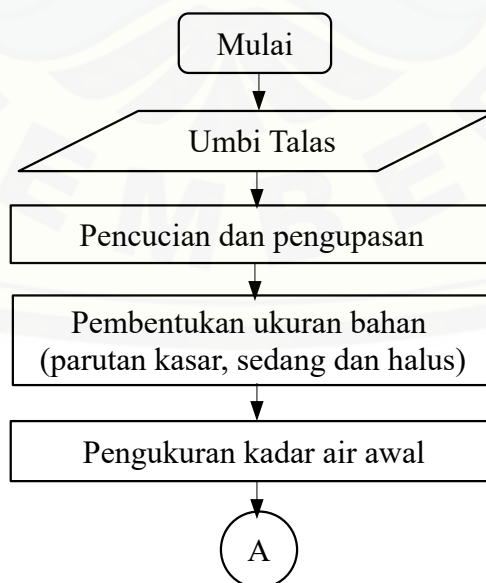 Mulai
Umbi Talas
Pencucian dan pengupasan
Pembentukan ukuran bahan
(parutan kasar, sedang dan halus)
Pengukuran kadar air awal
A